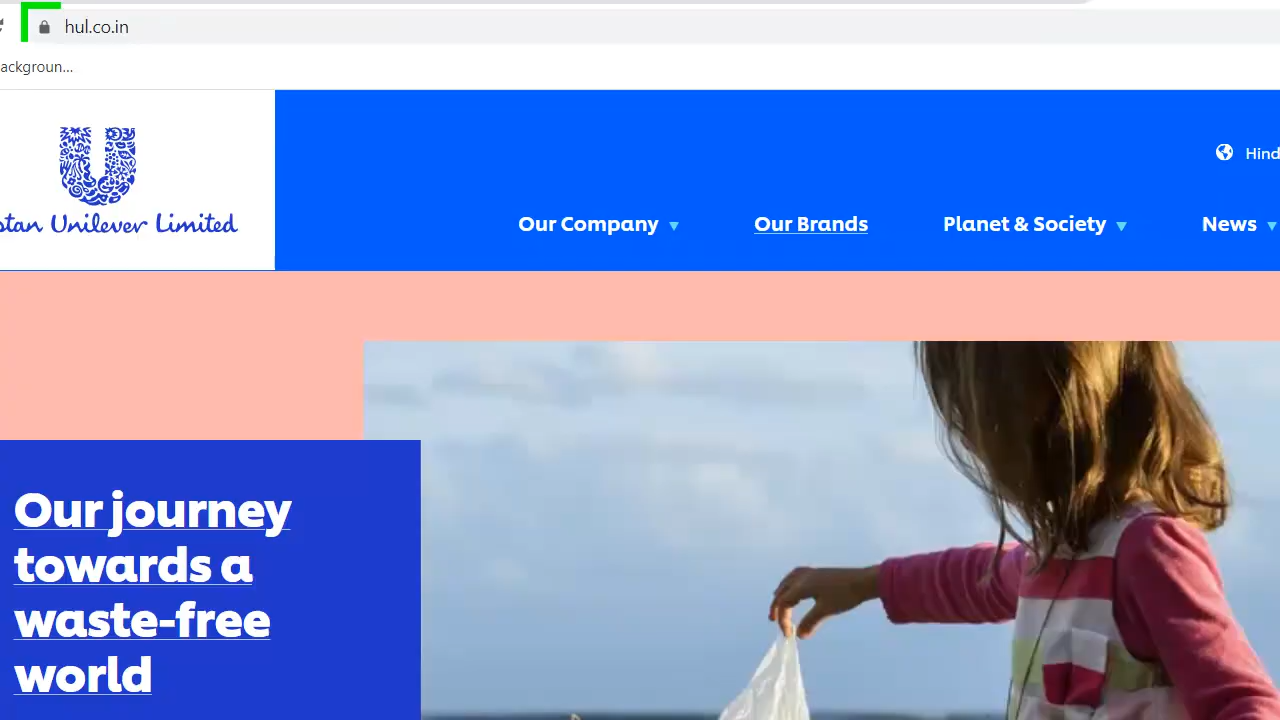 hul.co.in
ackgroun...
Hind
stan Unilever Limited
Our Company
Our Brands
Planet & Society
News
Our journey
towards a
waste-free
world